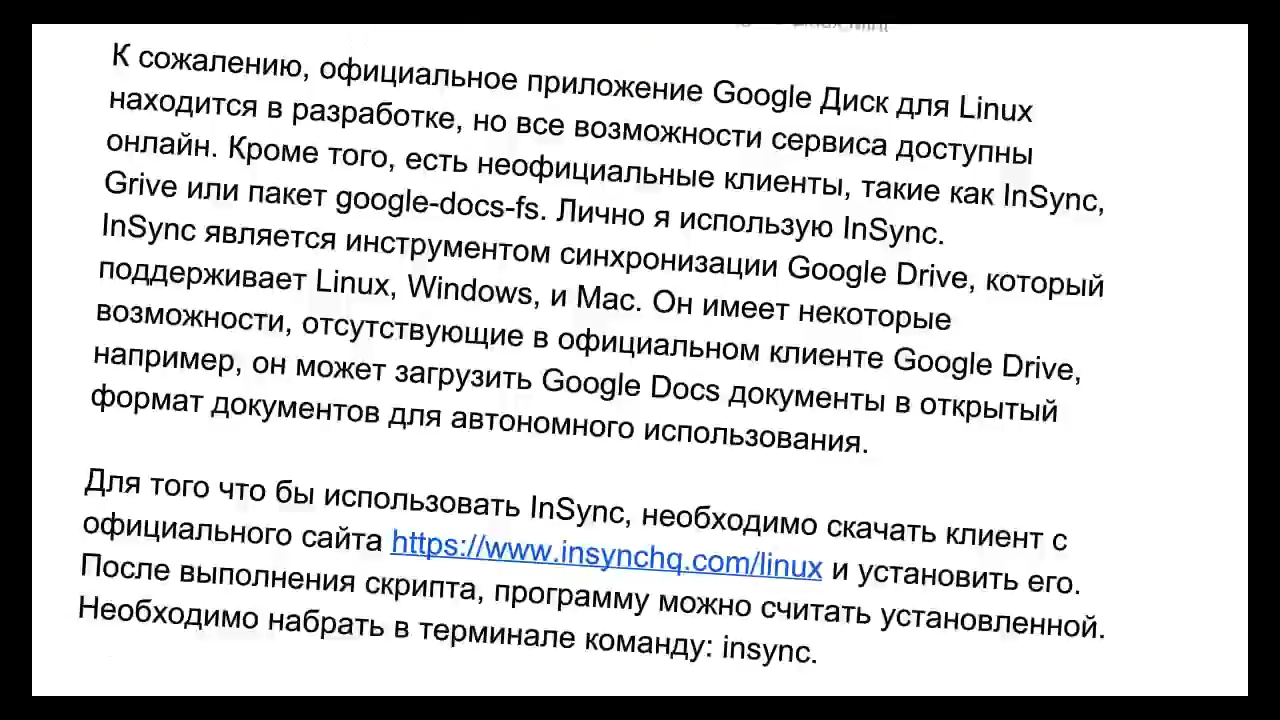 К сожалению, официальное приложение Google Диск для Linux
находится в разработке, но все возможности сервиса доступны
онлайн. Кроме того, есть неофициальные клиенты, такие как InSync,
Grive или пакет google-docs-fs. Лично я использую InSync.
InSync является инструментом синхронизации Google Drive, который
поддерживает Linux, Windows, и Mac. Он имеет некоторые
возможности, отсутствующие в официальном клиенте Google Drive,
например, он может загрузить Google Docs документы в открытый
формат документов для автономного использования.
Для того что бы использовать InSync, необходимо скачать клиент с
официального сайта https://www.insynchq.com/linux и установить его.
После выполнения скрипта, программу можно считать установленной.
Необходимо набрать в терминале команду: insync.